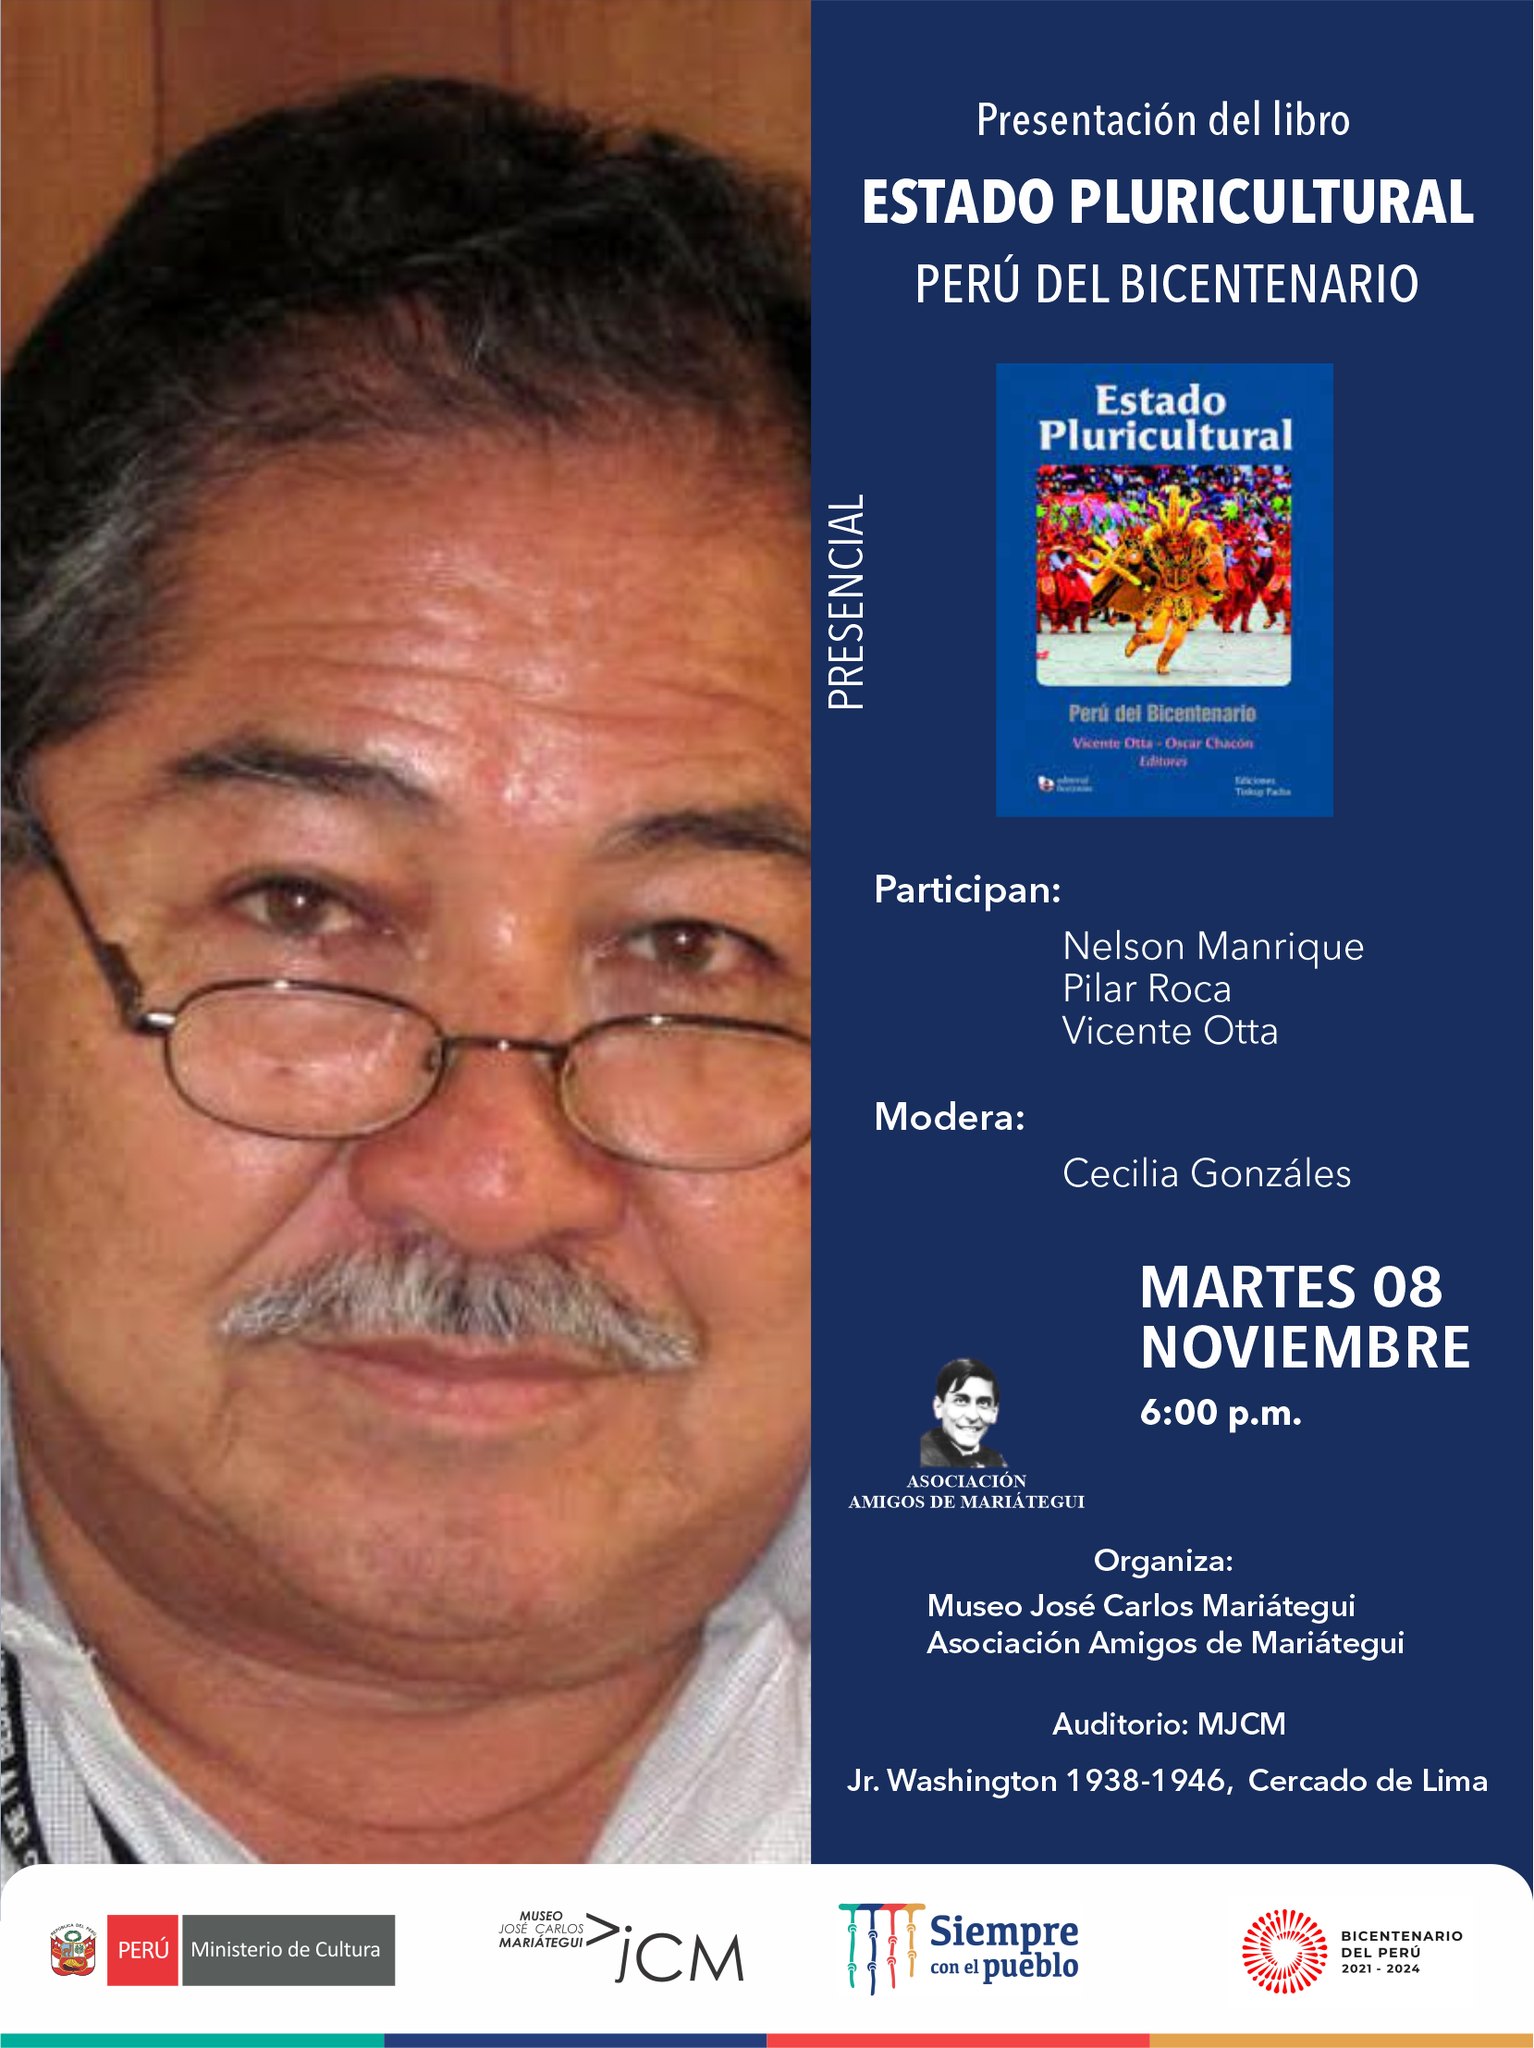 Presentación del libro
ESTADO PLURICULTURAL
PERÚ DEL BICENTENARIO
PRESENCIAL
Estado
Pluricultural
Perú del Bicentenario
Vicente Otta - Oscar Chacón
Editores
editorial
horizonte
Ediciones
Participan:
Nelson Manrique
Pilar Roca
Vicente Otta
Modera:
Cecilia Gonzáles
MARTES 08
NOVIEMBRE
6:00 p.m.
ASOCIACIÓN
AMIGOS DE MARIÁTEGUI
Organiza:
Museo José Carlos Mariátegui
Asociación Amigos de Mariátegui
Auditorio: MJCM
Jr. Washington 1938-1946, Cercado de Lima
PERÚ
Ministerio de Cultura
MUSEO
JOSÉ CARLOS
MARIÁTEGUI
jCM
Siempre
con el pueblo
BICENTENARIO
DEL PERÚ
2021 - 2024